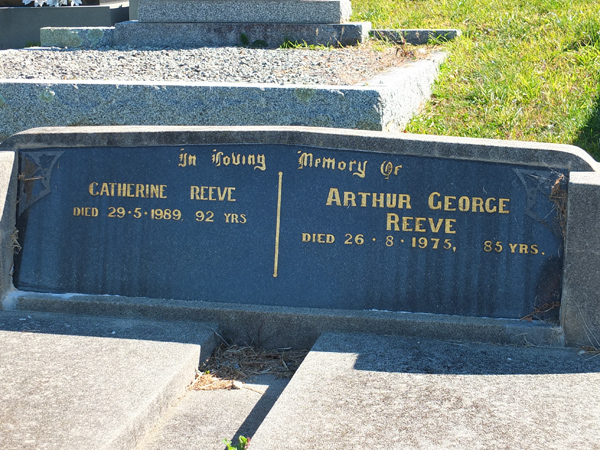 In Loving Memory Of
CATHERINE REEVE
DIED 29·5·1989. 92 YRS
ARTHUR GEORGE
REEVE
DIED 26·8·1975, 85 YRS.